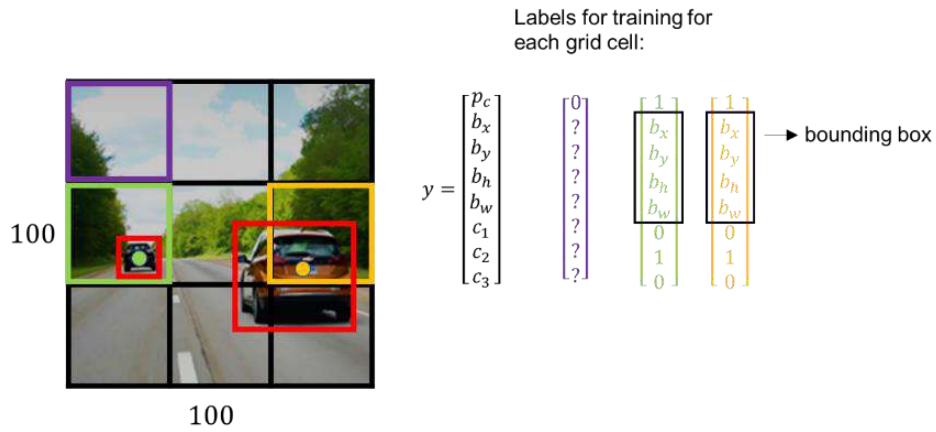 Labels for training for
each grid cell:
y =
p_c
b_x
b_y
b_h
b_w
c_1
c_2
c_3
0
?
?
?
?
?
?
?
1
b_x
b_y
b_h
b_w
0
1
0
1
b_x
b_y
b_h
b_w
0
1
0
bounding box
100
100